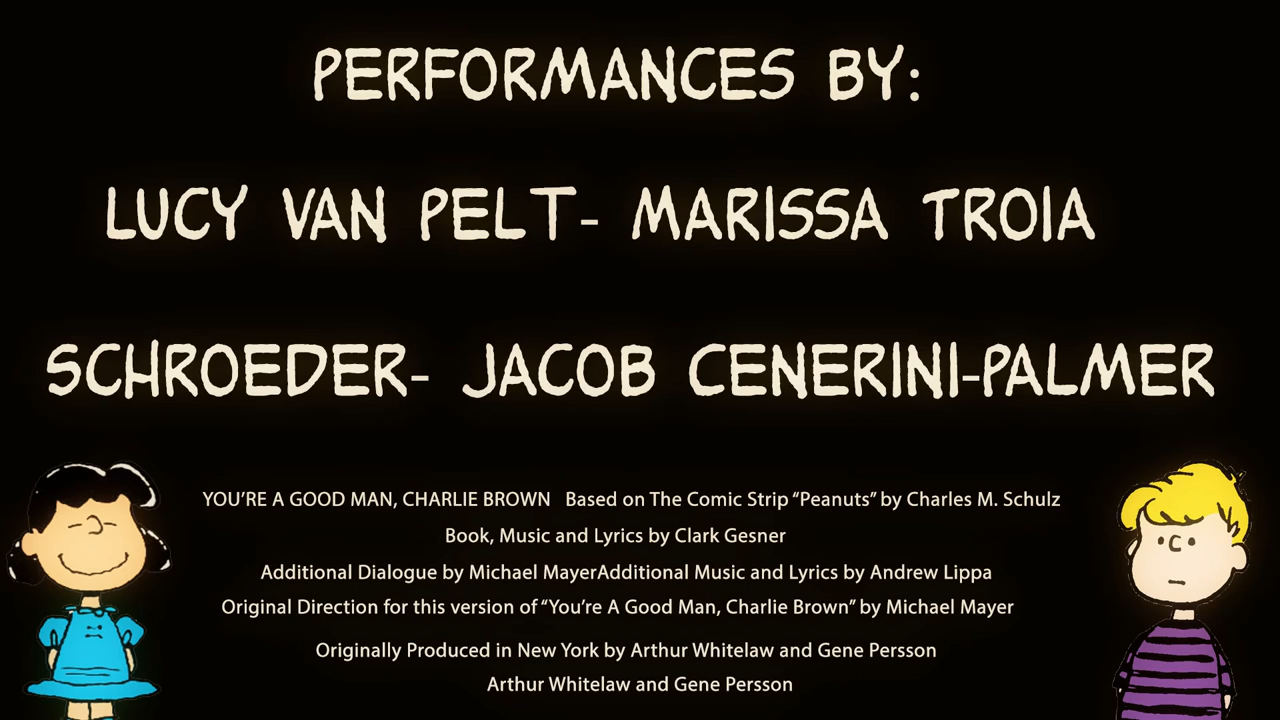 PERFORMANCES BY:
LUCY VAN PELT- MARISSA TROIA
SCHROEDER- JACOB CENERINI-PALMER
YOU'RE A GOOD MAN, CHARLIE BROWN   Based on The Comic Strip “Peanuts” by Charles M. Schulz
Book, Music and Lyrics by Clark Gesner
Additional Dialogue by Michael MayerAdditional Music and Lyrics by Andrew Lippa
Original Direction for this version of “You're A Good Man, Charlie Brown” by Michael Mayer
Originally Produced in New York by Arthur Whitelaw and Gene Persson
Arthur Whitelaw and Gene Persson